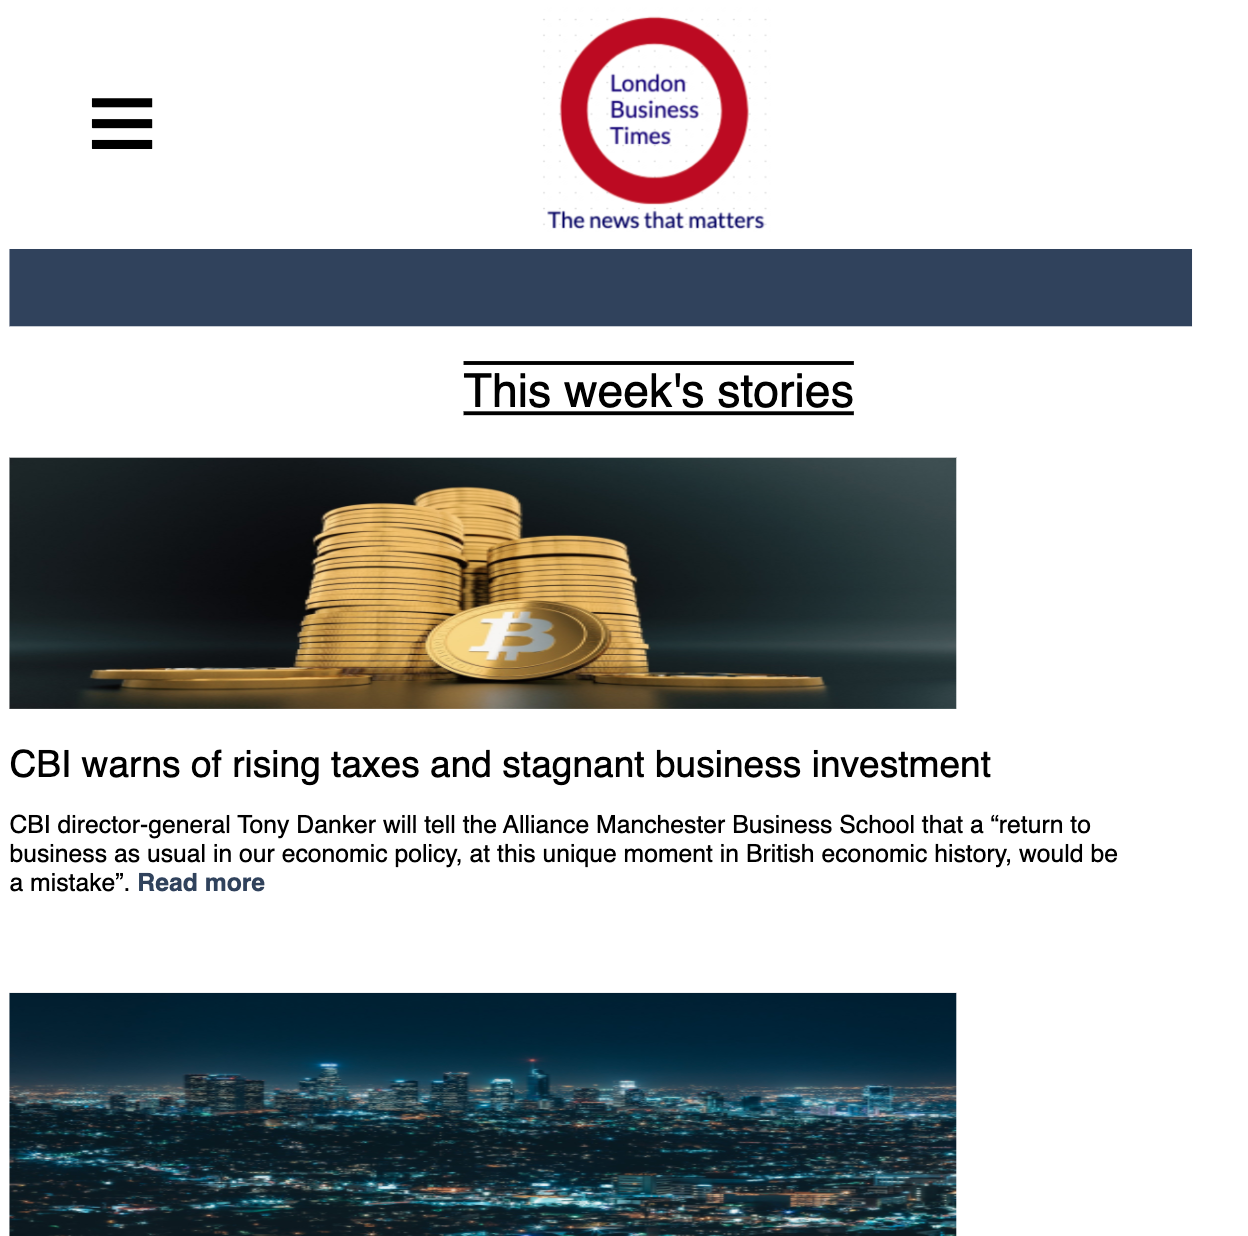 London
Business
Times
The news that matters
This week's stories
CBI warns of rising taxes and stagnant business investment
CBI director-general Tony Danker will tell the Alliance Manchester Business School that a “return to
business as usual in our economic policy, at this unique moment in British economic history, would be
a mistake”. Read more